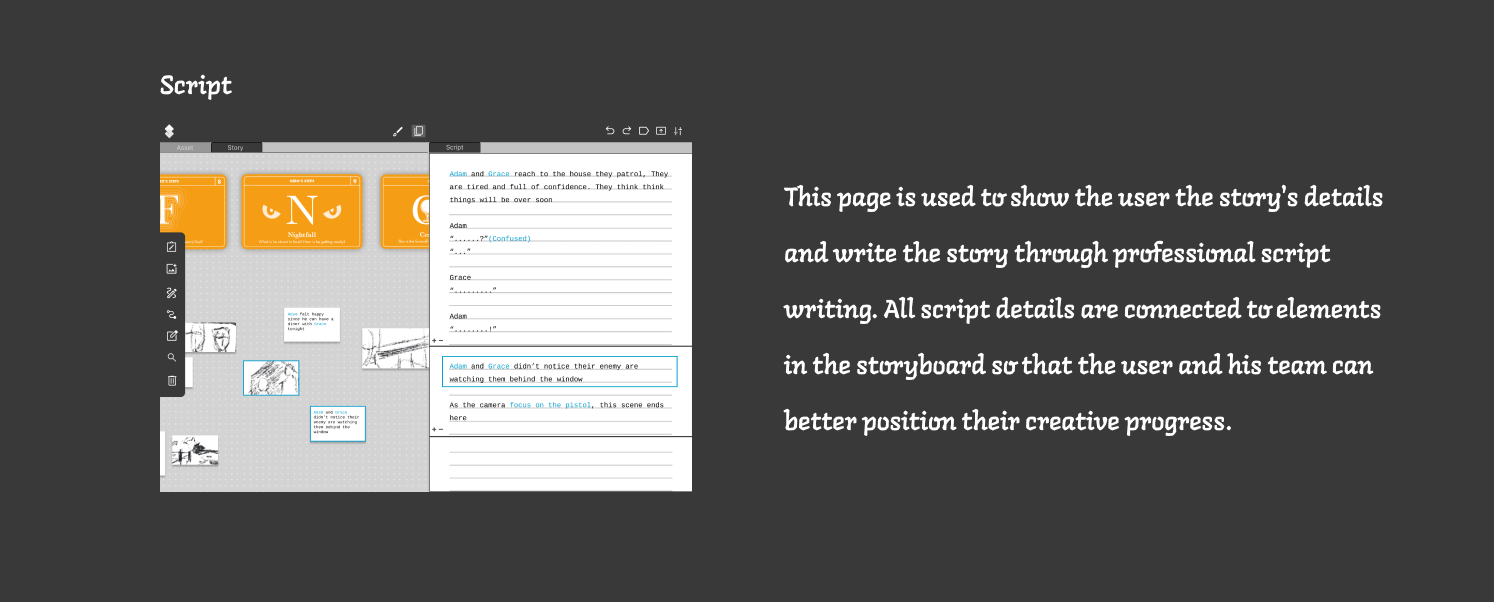 Script
Asset
Story
Script
8
ADAM'S STEPS
9
F
N
Nightfall
Adam and Grace reach to the house they patrol, They
are tired and full of confidence. They think think
things will be over soon
Adam
“......?”(Confused)
“...”
Grace
“.........”
Adam
“........!”
+ −
Adam and Grace didn’t notice their enemy are
watching them behind the window
As the camera focus on the pistol, this scene ends
here
+ −
Adam felt happy
since he can have a
diner with Grace
tonight
Adam and Grace
didn’t notice their
enemy are watching
them behind the
window
This page is used to show the user the story's details
and write the story through professional script
writing. All script details are connected to elements
in the storyboard so that the user and his team can
better position their creative progress.